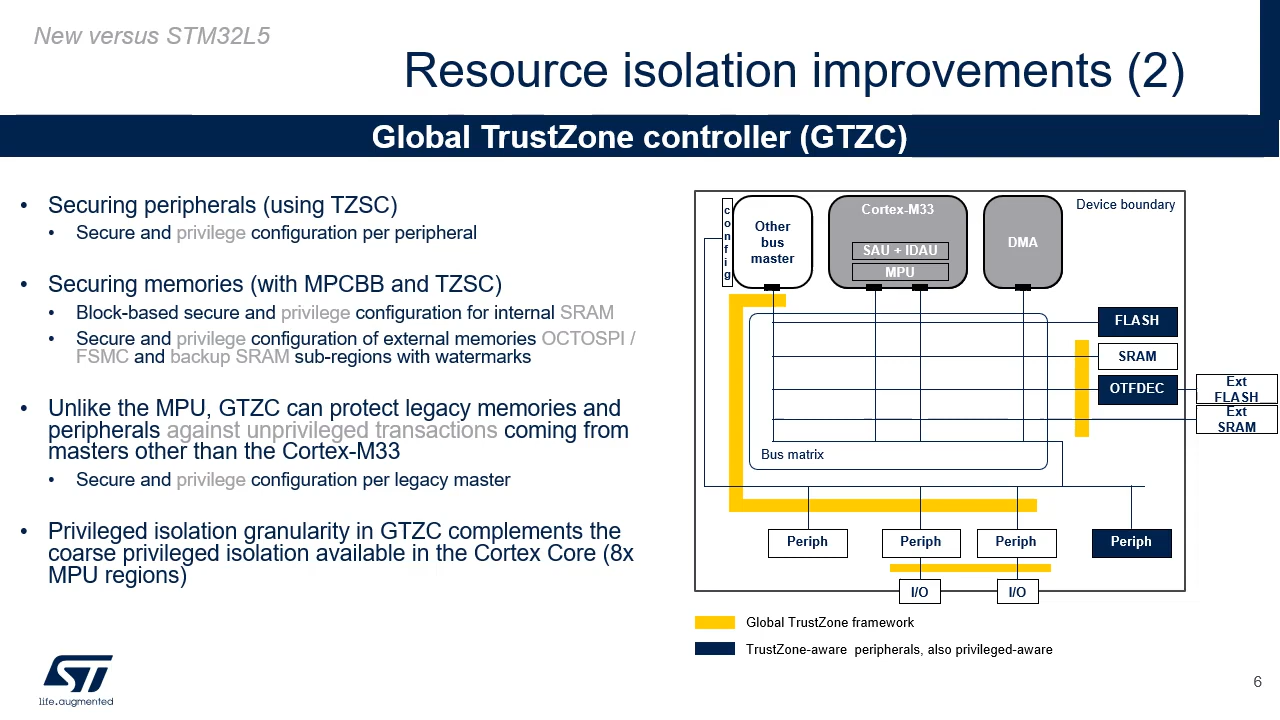 New versus STM32L5
Resource isolation improvements (2)
Global TrustZone controller (GTZC)
• Securing peripherals (using TZSC)
• Secure and privilege configuration per peripheral
• Securing memories (with MPCBB and TZSC)
• Block-based secure and privilege configuration for internal SRAM
• Secure and privilege configuration of external memories OCTOSPI /
FSMC and backup SRAM sub-regions with watermarks
• Unlike the MPU, GTZC can protect legacy memories and
peripherals against unprivileged transactions coming from
masters other than the Cortex-M33
• Secure and privilege configuration per legacy master
• Privileged isolation granularity in GTZC complements the
coarse privileged isolation available in the Cortex Core (8x
MPU regions)
config
Other
bus
master
Cortex-M33
SAU + IDAU
MPU
DMA
Device boundary
FLASH
SRAM
OTFDEC
Ext
FLASH
Ext
SRAM
Bus matrix
Periph
Periph
Periph
Periph
I/O
I/O
Global TrustZone framework
TrustZone-aware peripherals, also privileged-aware
ST
life.augmented
6